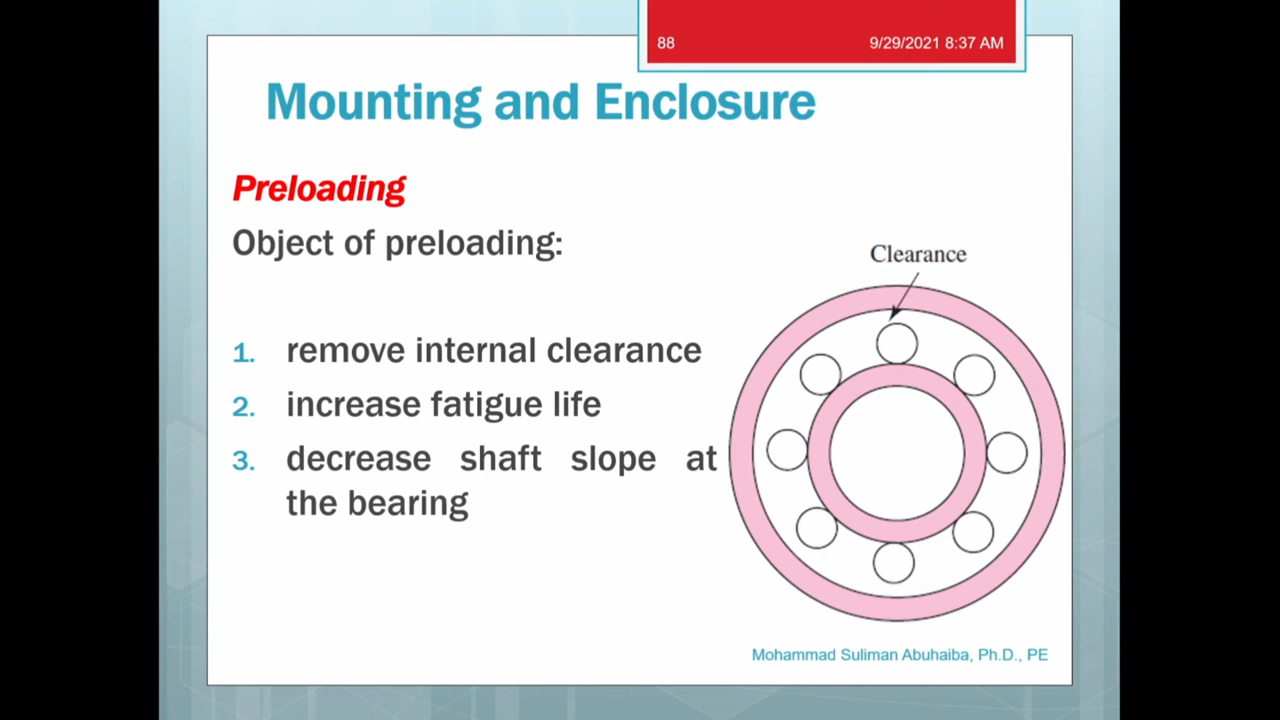 88 9/29/2021 8:37 AM
Mounting and Enclosure
Preloading
Object of preloading:
Clearance
1. remove internal clearance
2. increase fatigue life
3. decrease shaft slope at
the bearing
Mohammad Suliman Abuhaiba, Ph.D., PE